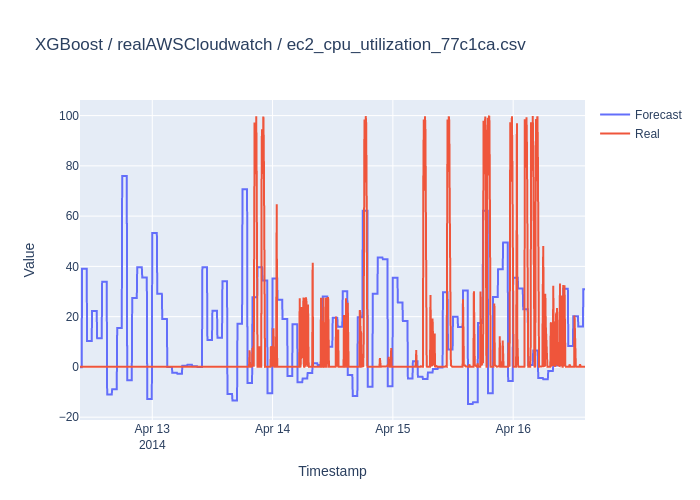 XGBoost / realAWSCloudwatch / ec2_cpu_utilization_77c1ca.csv
Forecast
Real
100
80
60
40
20
0
−20
Value
Apr 13
2014
Apr 14
Apr 15
Apr 16
Timestamp